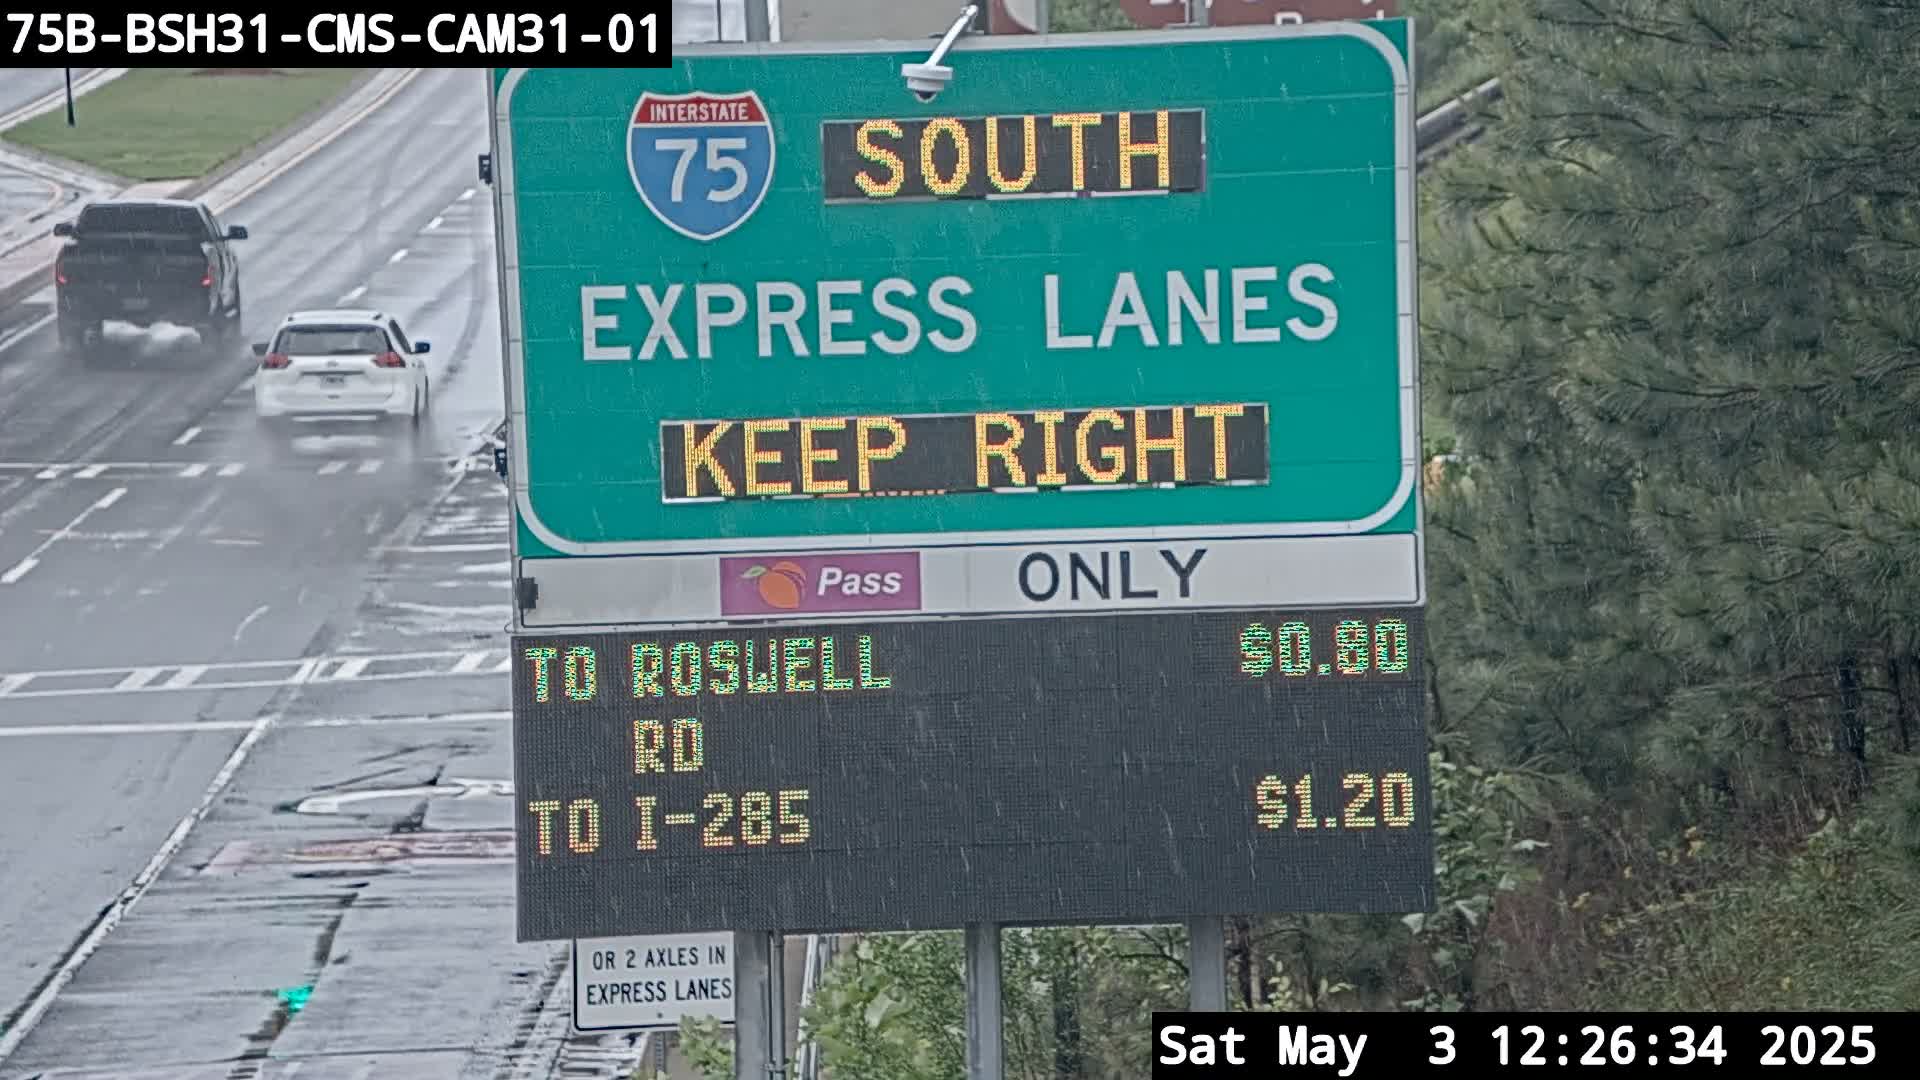 75B-BSH31-CMS-CAM31-01
INTERSTATE
75
SOUTH
EXPRESS LANES
KEEP RIGHT
Pass ONLY
TO ROSWELL $0.80
RD
TO I-285 $1.20
OR 2 AXLES IN
EXPRESS LANES
Sat May 3 12:26:34 2025